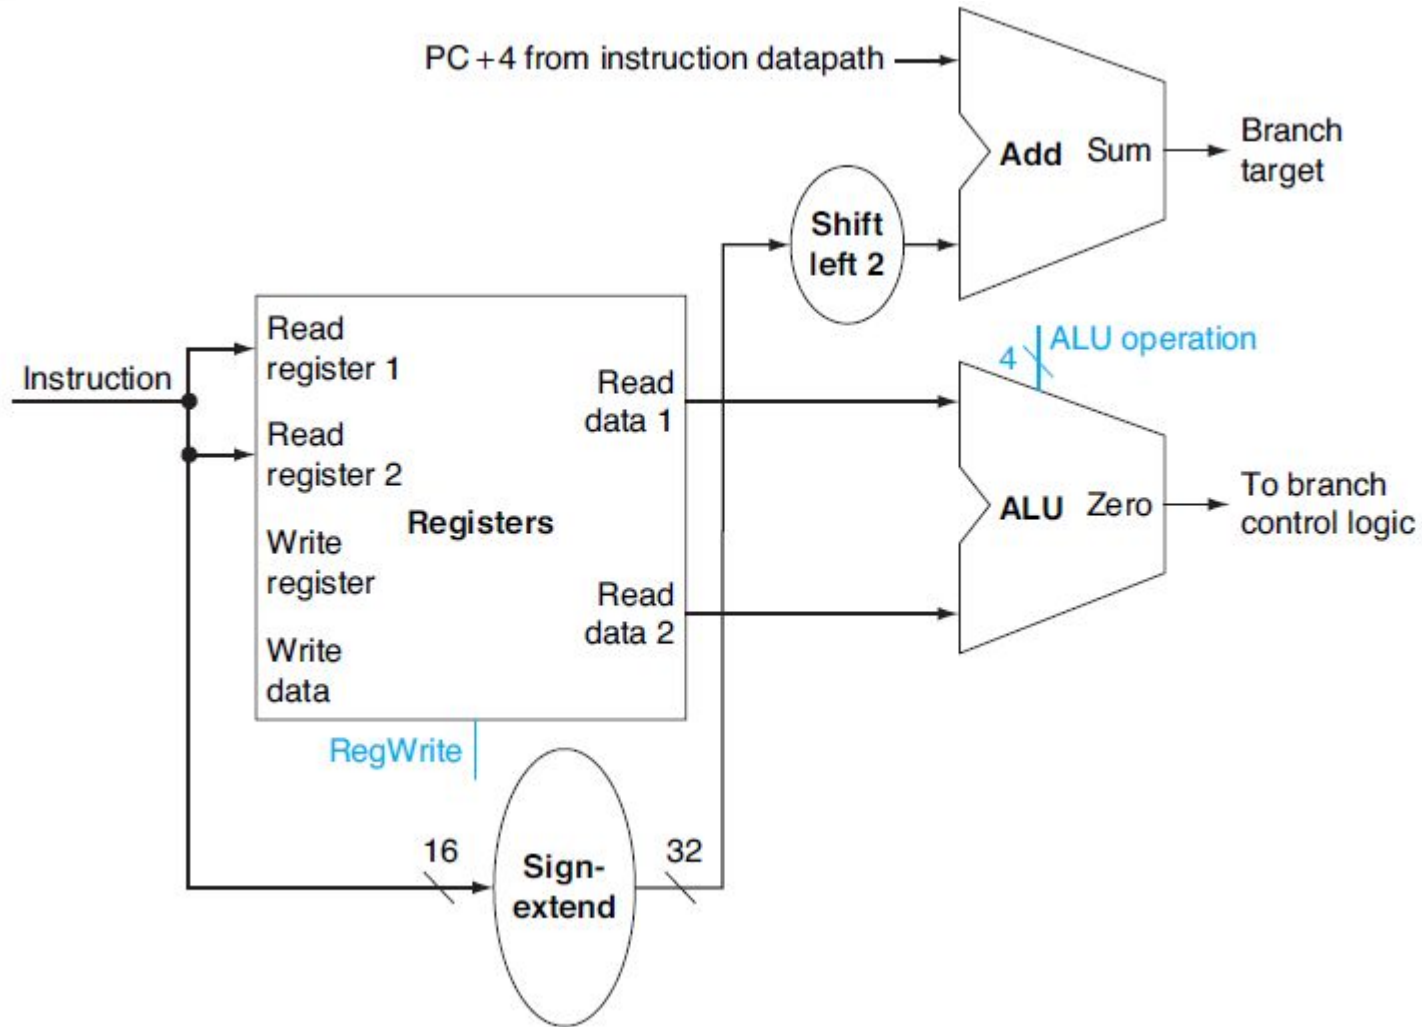 PC + 4 from instruction datapath
Add Sum
Branch
target
Shift
left 2
ALU operation
4
Instruction
Read
register 1
Read
data 1
Read
register 2
Registers
Write
register
Read
data 2
Write
data
ALU Zero
To branch
control logic
RegWrite
16
Sign-
extend
32